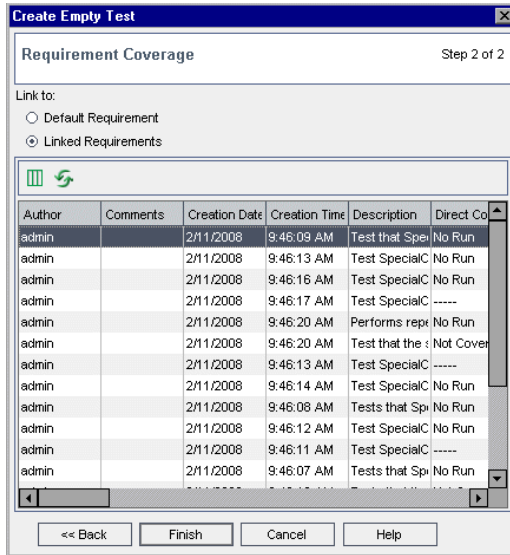 Create Empty Test
Requirement Coverage Step 2 of 2
Link to:
Default Requirement
Linked Requirements
Author Comments Creation Date Creation Time Description Direct Co
admin 2/11/2008 9:46:09 AM Test that Spe No Run
admin 2/11/2008 9:46:13 AM Test SpecialC No Run
admin 2/11/2008 9:46:16 AM Test SpecialC No Run
admin 2/11/2008 9:46:17 AM Test SpecialC -----
admin 2/11/2008 9:46:20 AM Performs repe No Run
admin 2/11/2008 9:46:20 AM Test that the s Not Cover
admin 2/11/2008 9:46:13 AM Test SpecialC -----
admin 2/11/2008 9:46:14 AM Test SpecialC No Run
admin 2/11/2008 9:46:08 AM Tests that Sp No Run
admin 2/11/2008 9:46:12 AM Test SpecialC No Run
admin 2/11/2008 9:46:11 AM Test SpecialC -----
admin 2/11/2008 9:46:07 AM Tests that Sp No Run
<< Back Finish Cancel Help